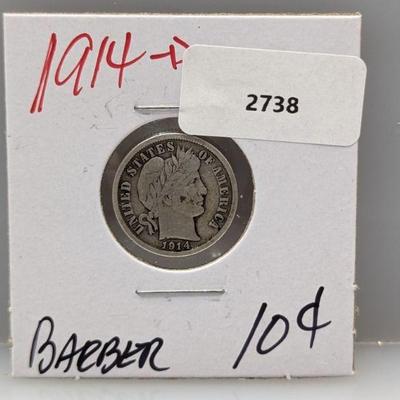 1914-D
2738
UNITED STATES OF AMERICA
1914
BARBER 10¢